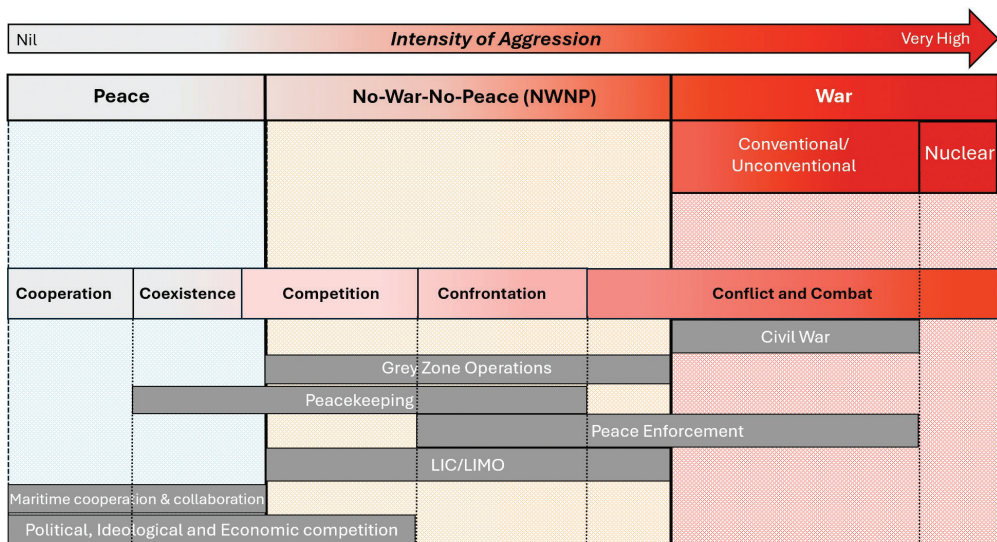 Nil
Intensity of Aggression
Very High
Peace
No-War-No-Peace (NWNP)
War
Conventional/
Unconventional
Nuclear
Cooperation
Coexistence
Competition
Confrontation
Conflict and Combat
Civil War
Grey Zone Operations
Peacekeeping
Peace Enforcement
LIC/LIMO
Maritime cooperation & collaboration
Political, Ideological and Economic competition